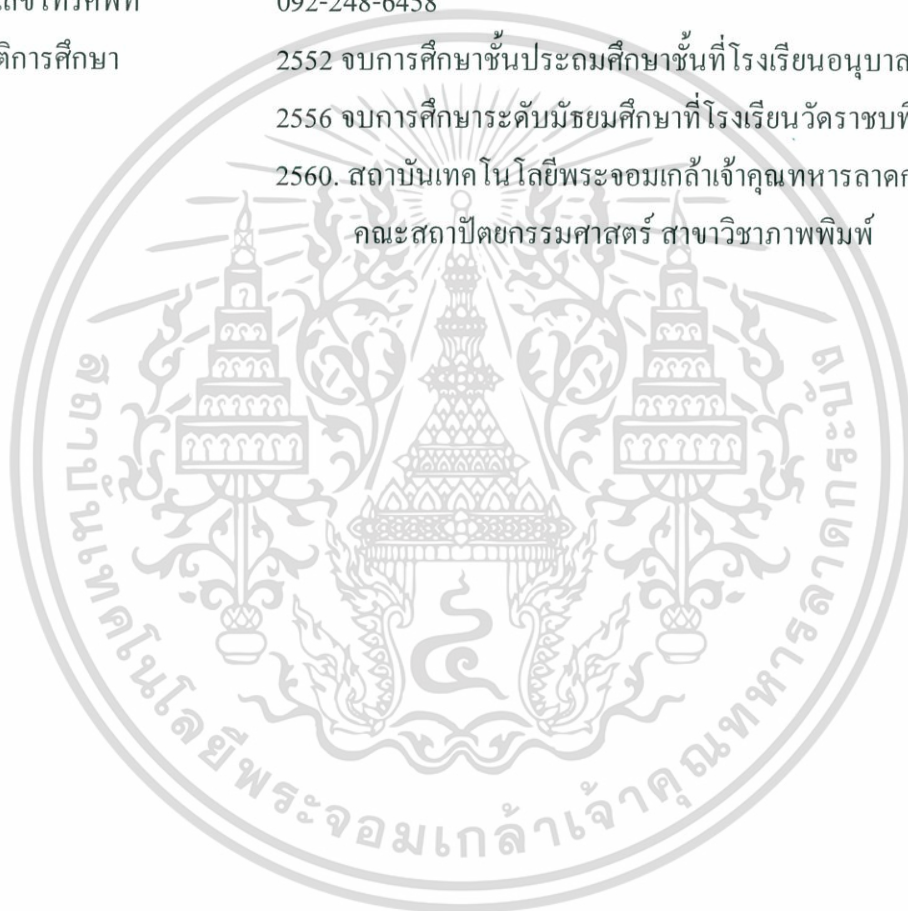 092-248-6458
ติการศึกษา 2552 จบการศึกษาชั้นประถมศึกษาชั้นที่โรงเรียนอนุบาล
2556 จบการศึกษาระดับมัธยมศึกษาที่โรงเรียนวัดราชบพิ
2560. สถาบันเทคโนโลยีพระจอมเกล้าเจ้าคุณทหารลาดก
คณะสถาปัตยกรรมศาสตร์ สาขาวิชาภาพพิมพ์
๔
สถาบันเทคโนโลยีพระจอมเกล้าเจ้าคุณทหารลาดกระบัง